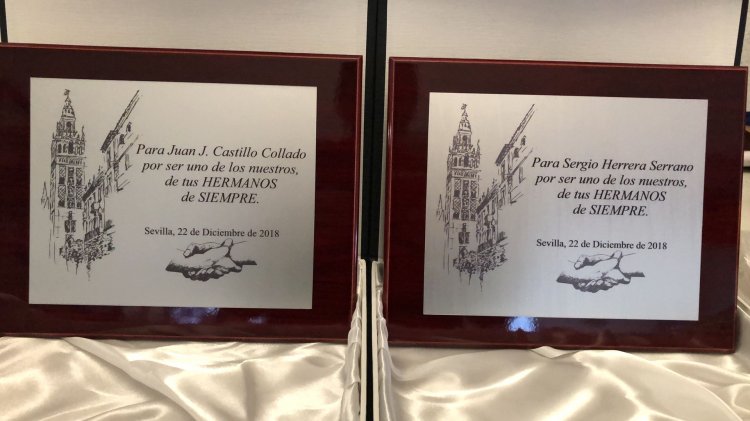 Para Juan J. Castillo Collado
por ser uno de los nuestros,
de tus HERMANOS
de SIEMPRE.
Sevilla, 22 de Diciembre de 2018
Para Sergio Herrera Serrano
por ser uno de los nuestros,
de tus HERMANOS
de SIEMPRE.
Sevilla, 22 de Diciembre de 2018